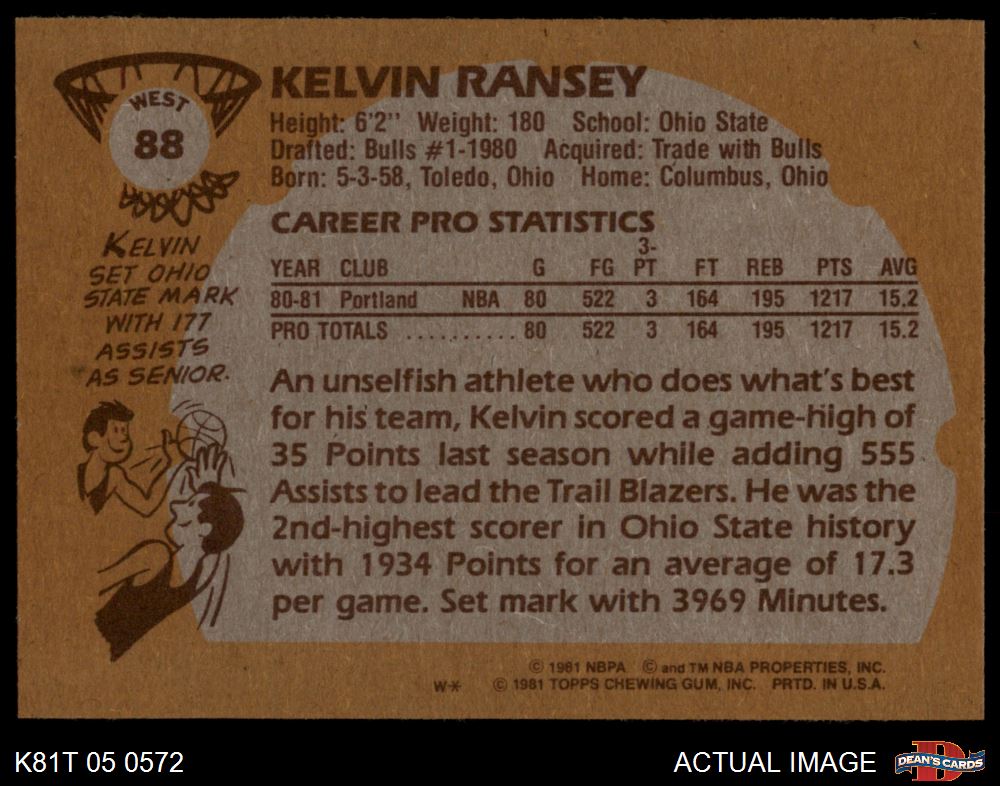 WEST
88
KELVIN RANSEY
Height: 6'2" Weight: 180 School: Ohio State
Drafted: Bulls #1-1980 Acquired: Trade with Bulls
Born: 5-3-58, Toledo, Ohio Home: Columbus, Ohio
KELVIN
SET OHIO
STATE MARK
WITH 177
ASSISTS
AS SENIOR.
CAREER PRO STATISTICS
YEAR CLUB G FG 3-PT FT REB PTS AVG
80-81 Portland NBA 80 522 3 164 195 1217 15.2
PRO TOTALS .......... 80 522 3 164 195 1217 15.2
An unselfish athlete who does what's best
for his team, Kelvin scored a game-high of
35 Points last season while adding 555
Assists to lead the Trail Blazers. He was the
2nd-highest scorer in Ohio State history
with 1934 Points for an average of 17.3
per game. Set mark with 3969 Minutes.
© 1981 NBPA © and TM NBA PROPERTIES, INC.
W* © 1981 TOPPS CHEWING GUM, INC. PRTD. IN U.S.A.
K81T 05 0572
ACTUAL IMAGE
DEAN'S CARDS